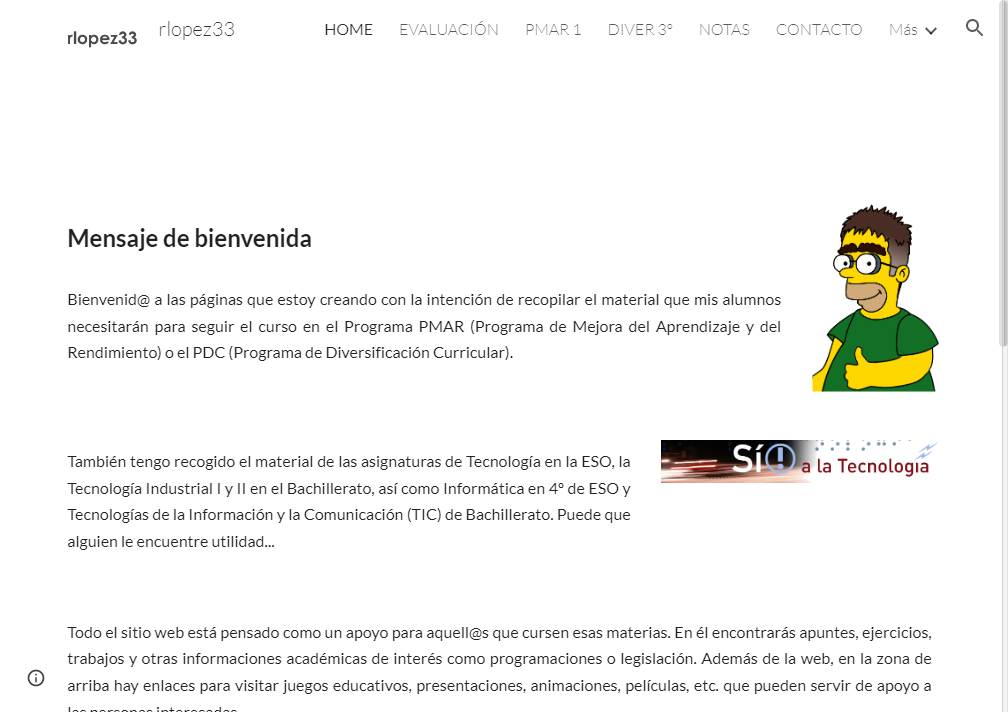 rlopez33
rlopez33
HOME
EVALUACIÓN
PMAR 1
DIVER 3º
NOTAS
CONTACTO
Más
Mensaje de bienvenida
Bienvenid@ a las páginas que estoy creando con la intención de recopilar el material que mis alumnos
necesitarán para seguir el curso en el Programa PMAR (Programa de Mejora del Aprendizaje y del
Rendimiento) o el PDC (Programa de Diversificación Curricular).
También tengo recogido el material de las asignaturas de Tecnología en la ESO, la
Tecnología Industrial I y II en el Bachillerato, así como Informática en 4º de ESO y
Tecnologías de la Información y la Comunicación (TIC) de Bachillerato. Puede que
alguien le encuentre utilidad...
Sí! a la Tecnología
Todo el sitio web está pensado como un apoyo para aquell@s que cursen esas materias. En él encontrarás apuntes, ejercicios,
trabajos y otras informaciones académicas de interés como programaciones o legislación. Además de la web, en la zona de
arriba hay enlaces para visitar juegos educativos, presentaciones, animaciones, películas, etc. que pueden servir de apoyo a
las personas interesadas